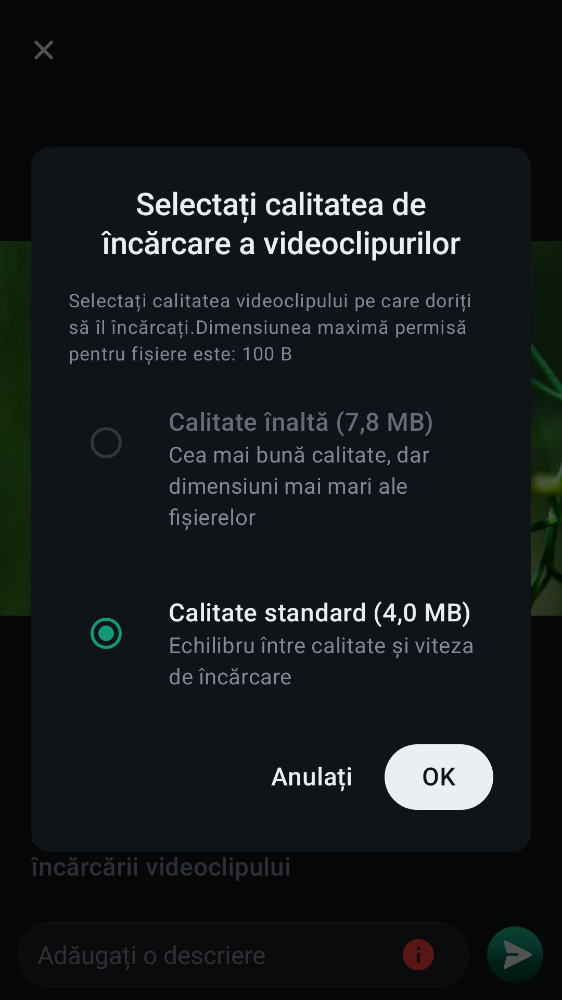 Selectați calitatea de
încărcare a videoclipurilor
Selectați calitatea videoclipului pe care doriți
să îl încărcați.Dimensiunea maximă permisă
pentru fișiere este: 100 B
Calitate înaltă (7,8 MB)
Cea mai bună calitate, dar
dimensiuni mai mari ale
fișierelor
Calitate standard (4,0 MB)
Echilibru între calitate și viteza
de încărcare
Anulați
OK
încărcării videoclipului
Adăugați o descriere